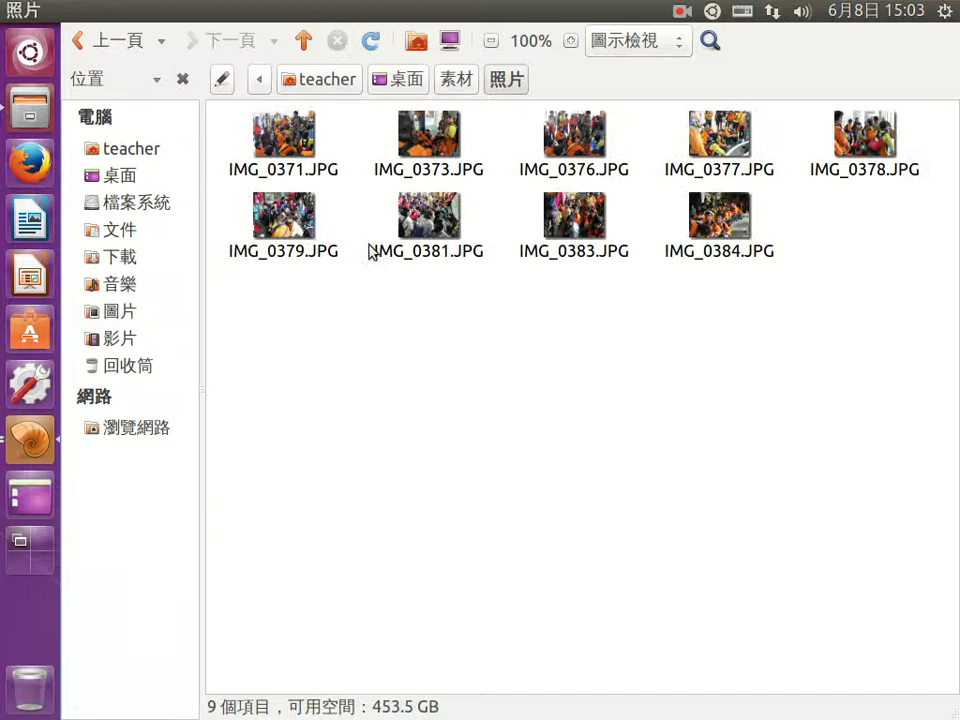 照片
6月8日 15:03
上一頁 下一頁 100% 圖示檢視
位置 teacher 桌面 素材 照片
電腦
teacher
桌面
檔案系統
文件
下載
音樂
圖片
影片
回收筒
網路
瀏覽網路
IMG_0371.JPG IMG_0373.JPG IMG_0376.JPG IMG_0377.JPG IMG_0378.JPG
IMG_0379.JPG IMG_0381.JPG IMG_0383.JPG IMG_0384.JPG
9 個項目，可用空間：453.5 GB